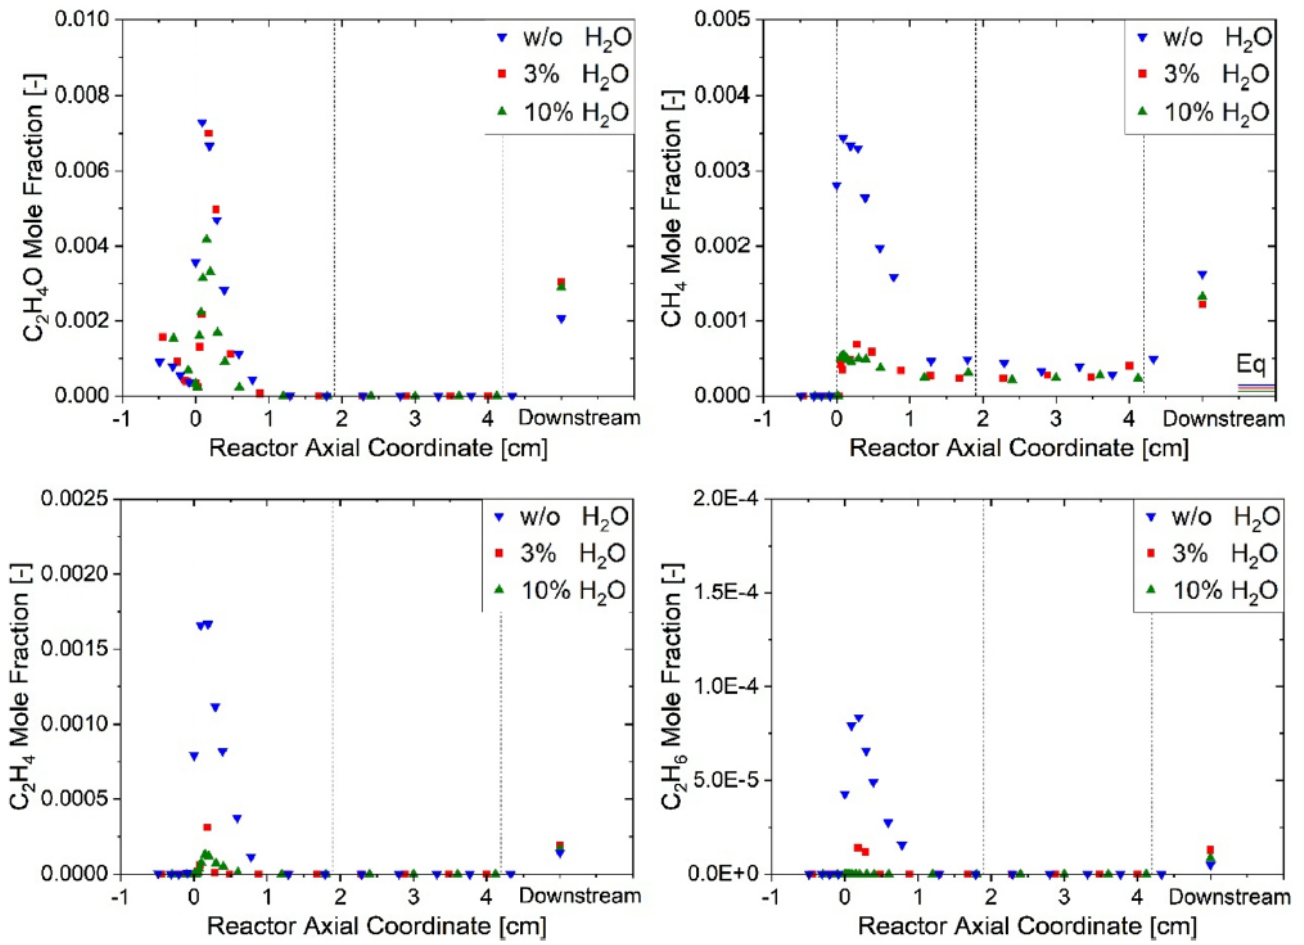 C₂H₄O Mole Fraction [-]
0.010
0.008
0.006
0.004
0.002
0.000
w/o H₂O
3% H₂O
10% H₂O
-1 0 1 2 3 4 Downstream
Reactor Axial Coordinate [cm]
CH₄ Mole Fraction [-]
0.005
0.004
0.003
0.002
0.001
0.000
w/o H₂O
3% H₂O
10% H₂O
Eq
-1 0 1 2 3 4 Downstream
Reactor Axial Coordinate [cm]
C₂H₄ Mole Fraction [-]
0.0025
0.0020
0.0015
0.0010
0.0005
0.0000
w/o H₂O
3% H₂O
10% H₂O
-1 0 1 2 3 4 Downstream
Reactor Axial Coordinate [cm]
C₂H₆ Mole Fraction [-]
2.0E-4
1.5E-4
1.0E-4
5.0E-5
0.0E+0
w/o H₂O
3% H₂O
10% H₂O
-1 0 1 2 3 4 Downstream
Reactor Axial Coordinate [cm]